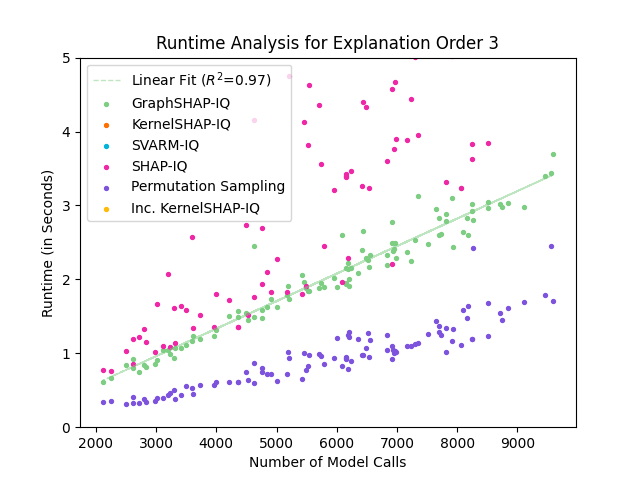 Runtime Analysis for Explanation Order 3
Linear Fit (R²=0.97)
GraphSHAP-IQ
KernelSHAP-IQ
SVARM-IQ
SHAP-IQ
Permutation Sampling
Inc. KernelSHAP-IQ
Runtime (in Seconds)
5
4
3
2
1
0
2000 3000 4000 5000 6000 7000 8000 9000
Number of Model Calls